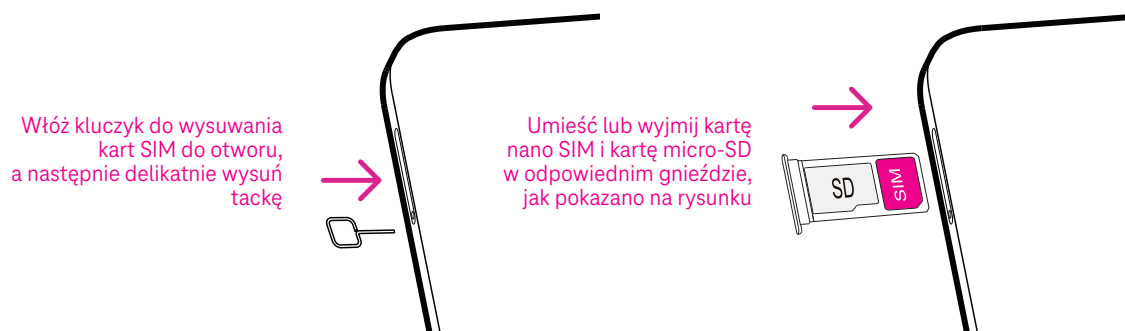 Włóż kluczyk do wysuwania
kart SIM do otworu,
a następnie delikatnie wysuń
tackę
Umieść lub wyjmij kartę
nano SIM i kartę micro-SD
w odpowiednim gnieździe,
jak pokazano na rysunku
SD
SIM